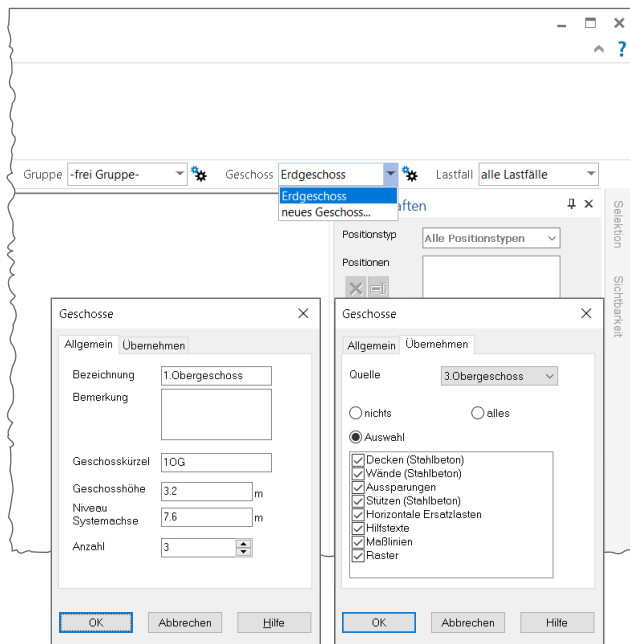 ?
Gruppe -frei Gruppe- Geschoss Erdgeschoss Lastfall alle Lastfälle
Erdgeschoss
neues Geschoss...
aften
Positionstyp Alle Positionstypen
Positionen
Selektion
Sichtbarkeit
Geschosse
Allgemein Übernehmen
Bezeichnung 1.Obergeschoss
Bemerkung
Geschosskürzel 1OG
Geschosshöhe 3.2 m
Niveau
Systemachse 7.6 m
Anzahl 3
OK Abbrechen Hilfe
Geschosse
Allgemein Übernehmen
Quelle 3.Obergeschoss
nichts alles
Auswahl
Decken (Stahlbeton)
Wände (Stahlbeton)
Aussparungen
Stützen (Stahlbeton)
Horizontale Ersatzlasten
Hilfstexte
Maßlinien
Raster
OK Abbrechen Hilfe